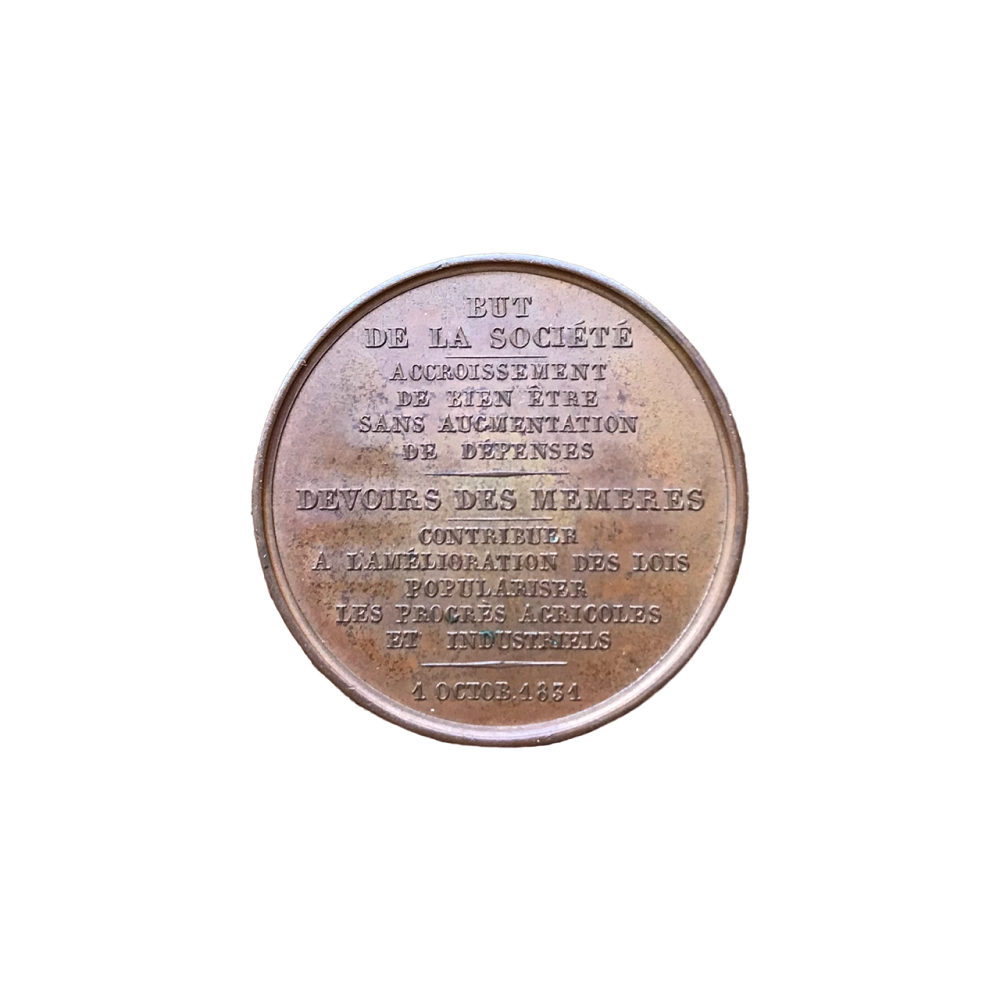 BUT
DE LA SOCIÉTÉ
ACCROISSEMENT
DE BIEN ÊTRE
SANS AUGMENTATION
DE DÉPENSES
DEVOIRS DES MEMBRES
CONTRIBUER
A L'AMÉLIORATION DES LOIS
POPULARISER
LES PROGRÈS AGRICOLES
ET INDUSTRIELS
1 OCTOB. 1831